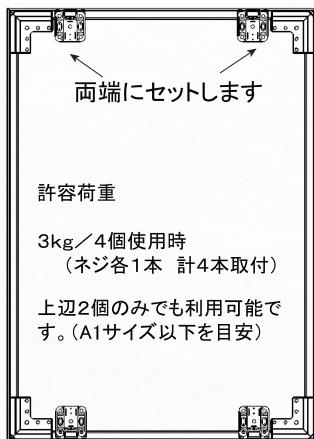 両端にセットします
許容荷重
3kg／4個使用時
（ネジ各1本 計4本取付）
上辺2個のみでも利用可能で
す。（A1サイズ以下を目安）